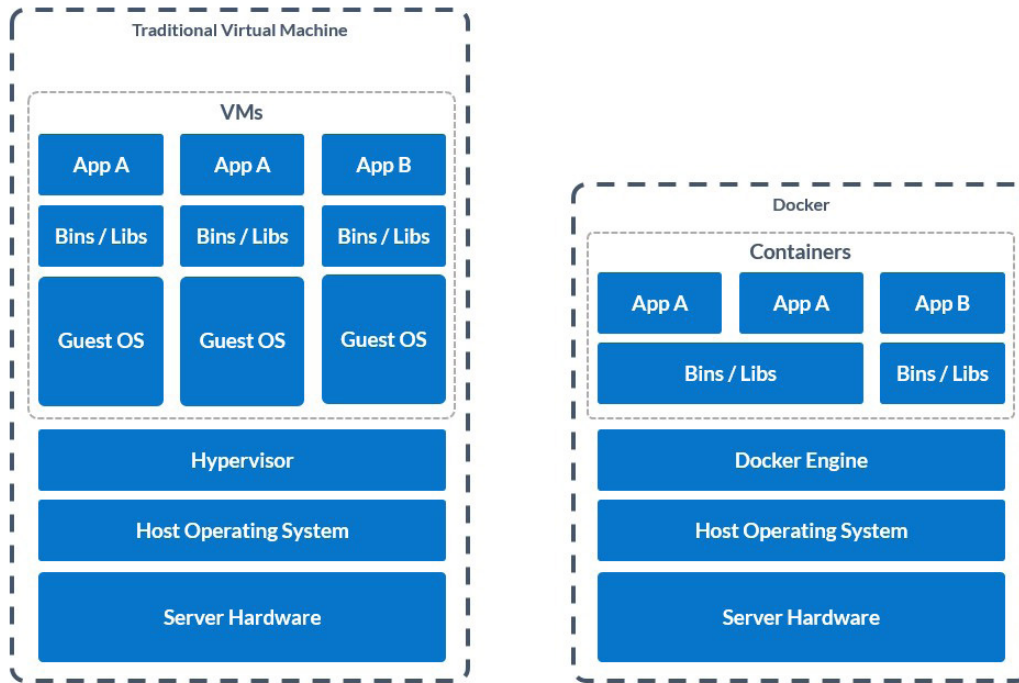 Traditional Virtual Machine
VMs
App A
App A
App B
Bins / Libs
Bins / Libs
Bins / Libs
Guest OS
Guest OS
Guest OS
Hypervisor
Host Operating System
Server Hardware
Docker
Containers
App A
App A
App B
Bins / Libs
Bins / Libs
Docker Engine
Host Operating System
Server Hardware